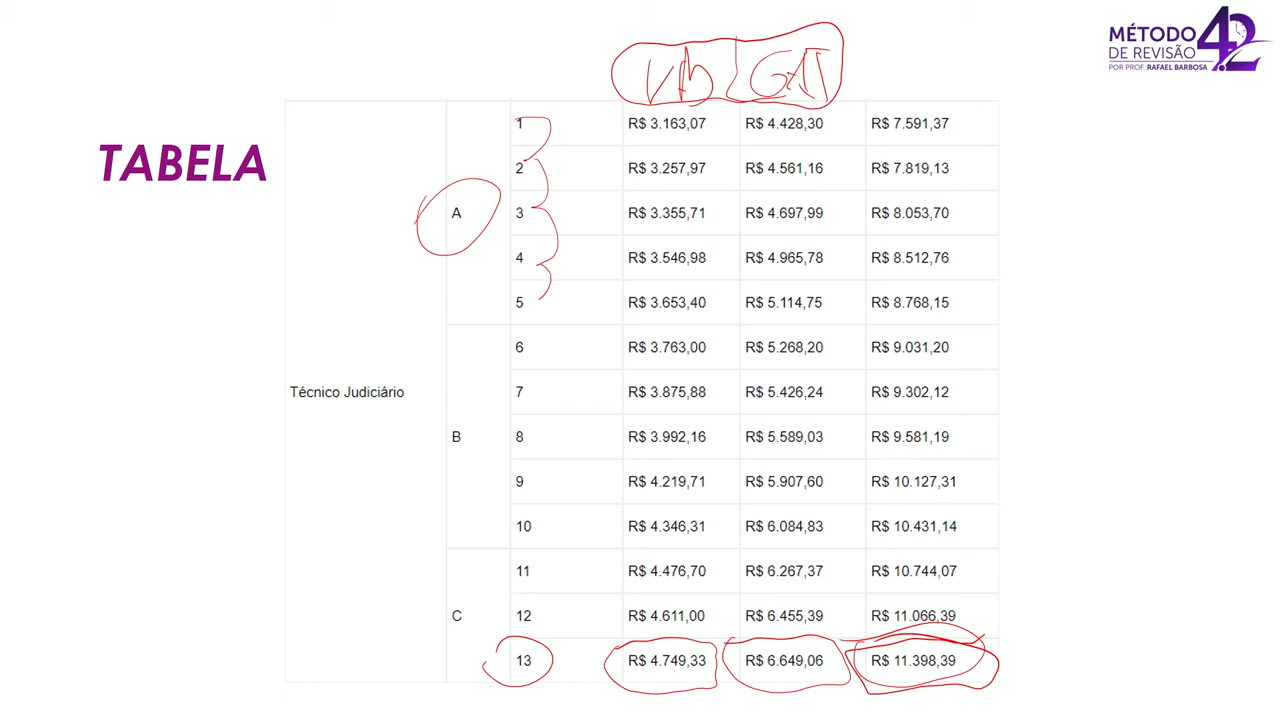 MÉTODO 4.2
DE REVISÃO
POR PROF. RAFAEL BARBOSA
VB GAJ
TABELA
1 R$ 3.163,07 R$ 4.428,30 R$ 7.591,37
2 R$ 3.257,97 R$ 4.561,16 R$ 7.819,13
A 3 R$ 3.355,71 R$ 4.697,99 R$ 8.053,70
4 R$ 3.546,98 R$ 4.965,78 R$ 8.512,76
5 R$ 3.653,40 R$ 5.114,75 R$ 8.768,15
6 R$ 3.763,00 R$ 5.268,20 R$ 9.031,20
Técnico Judiciário 7 R$ 3.875,88 R$ 5.426,24 R$ 9.302,12
B 8 R$ 3.992,16 R$ 5.589,03 R$ 9.581,19
9 R$ 4.219,71 R$ 5.907,60 R$ 10.127,31
10 R$ 4.346,31 R$ 6.084,83 R$ 10.431,14
11 R$ 4.476,70 R$ 6.267,37 R$ 10.744,07
C 12 R$ 4.611,00 R$ 6.455,39 R$ 11.066,39
13 R$ 4.749,33 R$ 6.649,06 R$ 11.398,39